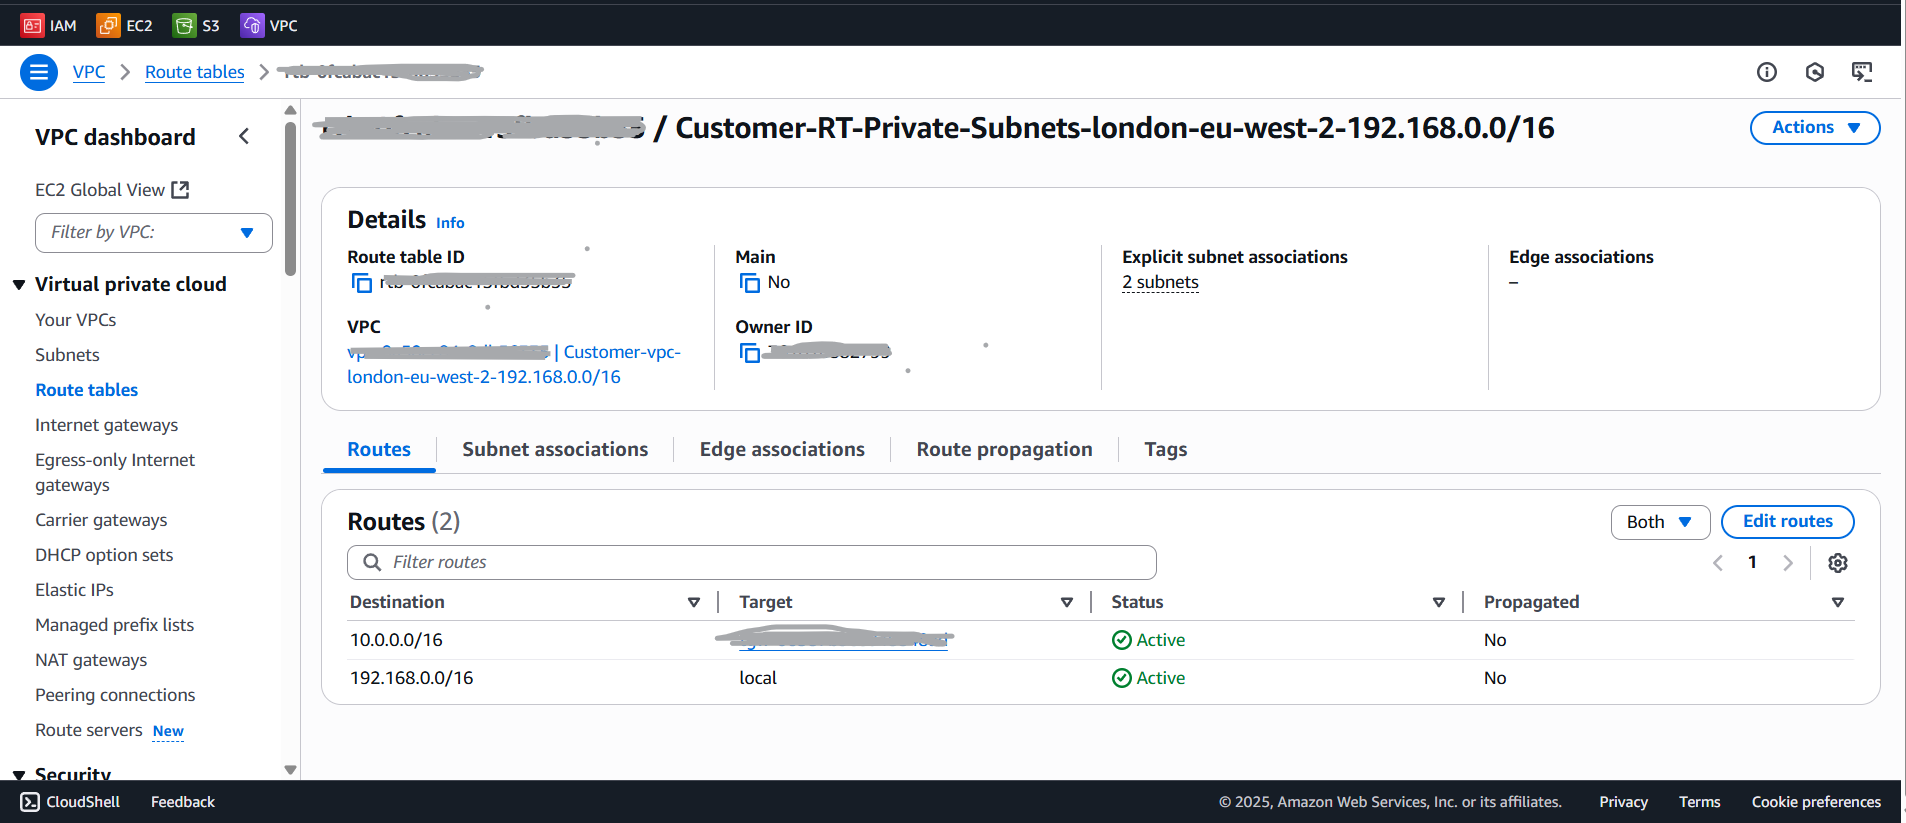 IAM EC2 S3 VPC
VPC Route tables
VPC dashboard
EC2 Global View
Filter by VPC:
Virtual private cloud
Your VPCs
Subnets
Route tables
Internet gateways
Egress-only Internet
gateways
Carrier gateways
DHCP option sets
Elastic IPs
Managed prefix lists
NAT gateways
Peering connections
Route servers New
Security
/ Customer-RT-Private-Subnets-london-eu-west-2-192.168.0.0/16
Actions
Details Info
Route table ID
VPC
| Customer-vpc-
london-eu-west-2-192.168.0.0/16
Main
No
Owner ID
Explicit subnet associations
2 subnets
Edge associations
–
Routes Subnet associations Edge associations Route propagation Tags
Routes (2)
Both Edit routes
Filter routes
1
Destination Target Status Propagated
10.0.0.0/16 Active No
192.168.0.0/16 local Active No
CloudShell Feedback © 2025, Amazon Web Services, Inc. or its affiliates. Privacy Terms Cookie preferences